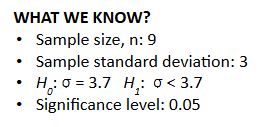 WHAT WE KNOW?
• Sample size, n: 9
• Sample standard deviation: 3
• H₀: σ = 3.7 H₁: σ < 3.7
• Significance level: 0.05